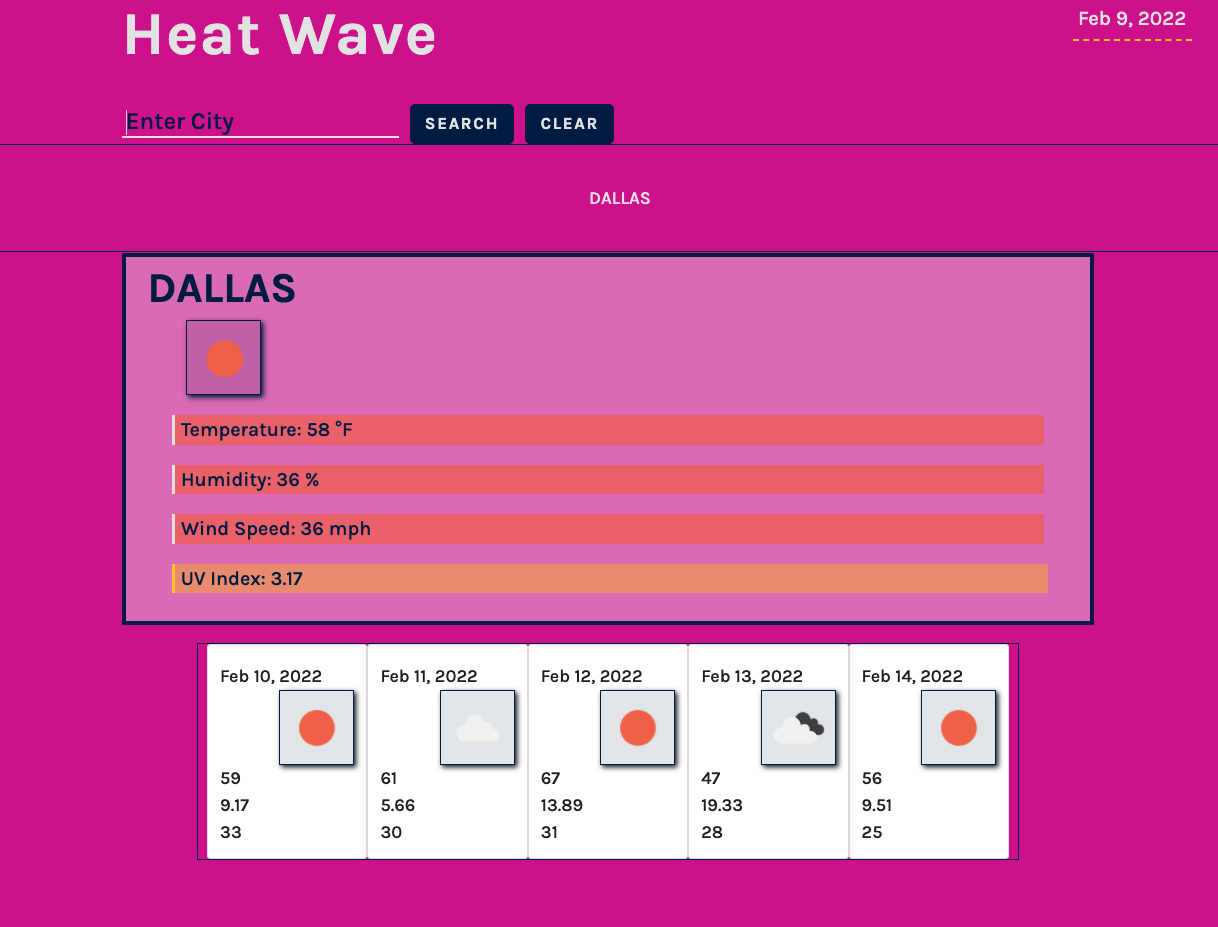 Heat Wave
Feb 9, 2022
Enter City
SEARCH
CLEAR
DALLAS
DALLAS
Temperature: 58 °F
Humidity: 36 %
Wind Speed: 36 mph
UV Index: 3.17
Feb 10, 2022
59
9.17
33
Feb 11, 2022
61
5.66
30
Feb 12, 2022
67
13.89
31
Feb 13, 2022
47
19.33
28
Feb 14, 2022
56
9.51
25